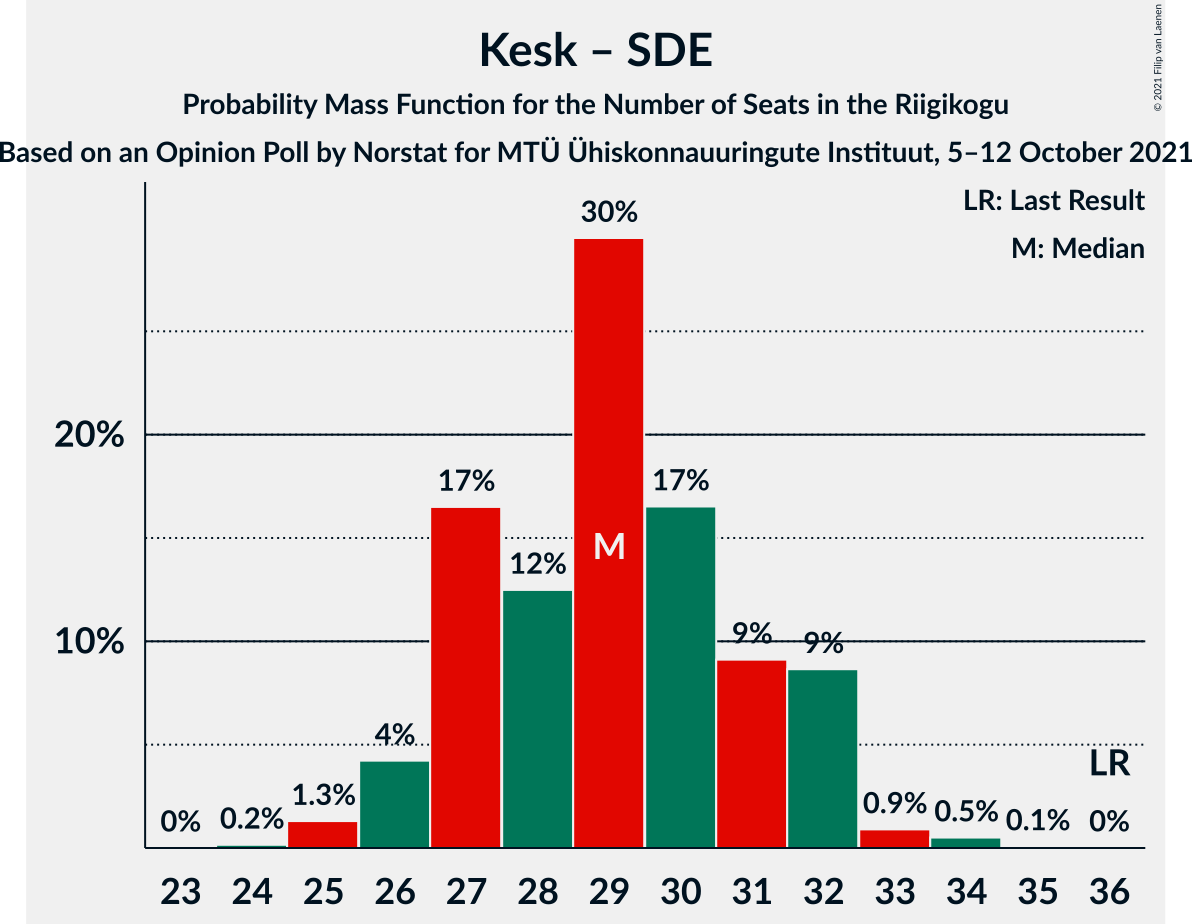 Kesk – SDE
Probability Mass Function for the Number of Seats in the Riigikogu
Based on an Opinion Poll by Norstat for MTÜ Ühiskonnauuringute Instituut, 5–12 October 2021
© 2021 Filip van Laenen
LR: Last Result
M: Median
30%
20%
17%
17%
M
12%
10%
9%
9%
4%
LR
1.3%
0%
0.2%
0.9%
0.5%
0.1%
0%
23 24 25 26 27 28 29 30 31 32 33 34 35 36